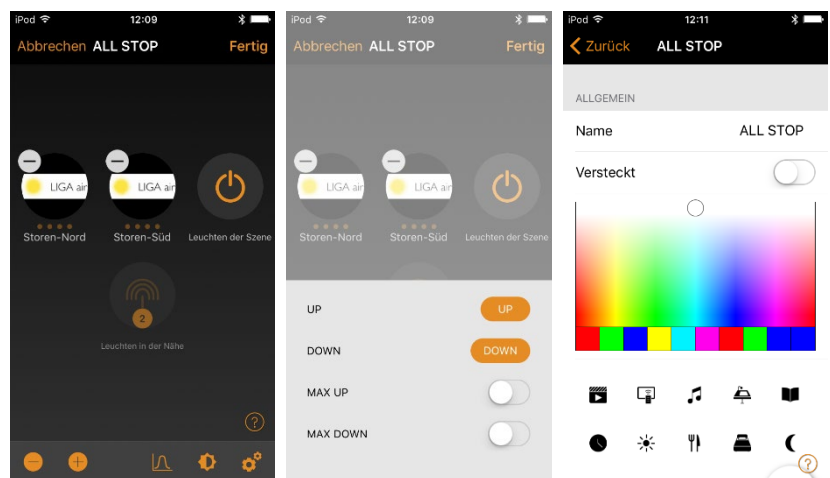 iPod 12:09
Abbrechen ALL STOP Fertig
LIGA air LIGA air
Storen-Nord Storen-Süd Leuchten der Szene
2
Leuchten in der Nähe
?
iPod 12:09
Abbrechen ALL STOP Fertig
LIGA air LIGA air
Storen-Nord Storen-Süd Leuchten der Szene
UP UP
DOWN DOWN
MAX UP
MAX DOWN
iPod 12:11
Zurück ALL STOP
ALLGEMEIN
Name ALL STOP
Versteckt
?